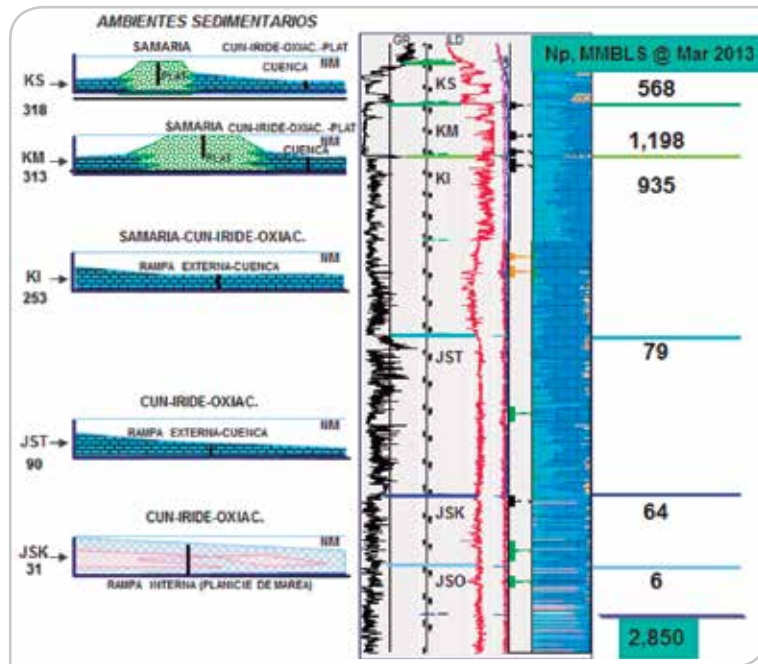 AMBIENTES SEDIMENTARIOS
SAMARIA
CUN-IRIDE-OXIAC.-PLAT
NM
CUENCA
PLAT
KS
318
SAMARIA
CUN-IRIDE-OXIAC.-PLAT
NM
CUENCA
PLAT
KM
313
SAMARIA-CUN-IRIDE-OXIAC.
NM
RAMPA EXTERNA-CUENCA
KI
253
CUN-IRIDE-OXIAC.
NM
RAMPA EXTERNA-CUENCA
JST
90
CUN-IRIDE-OXIAC.
NM
JSK
31
RAMPA INTERNA (PLANICIE DE MAREA)
GR
ILD
KS
KM
KI
JST
JSK
JSO
Np, MMBLS @ Mar 2013
568
1,198
935
79
64
6
2,850